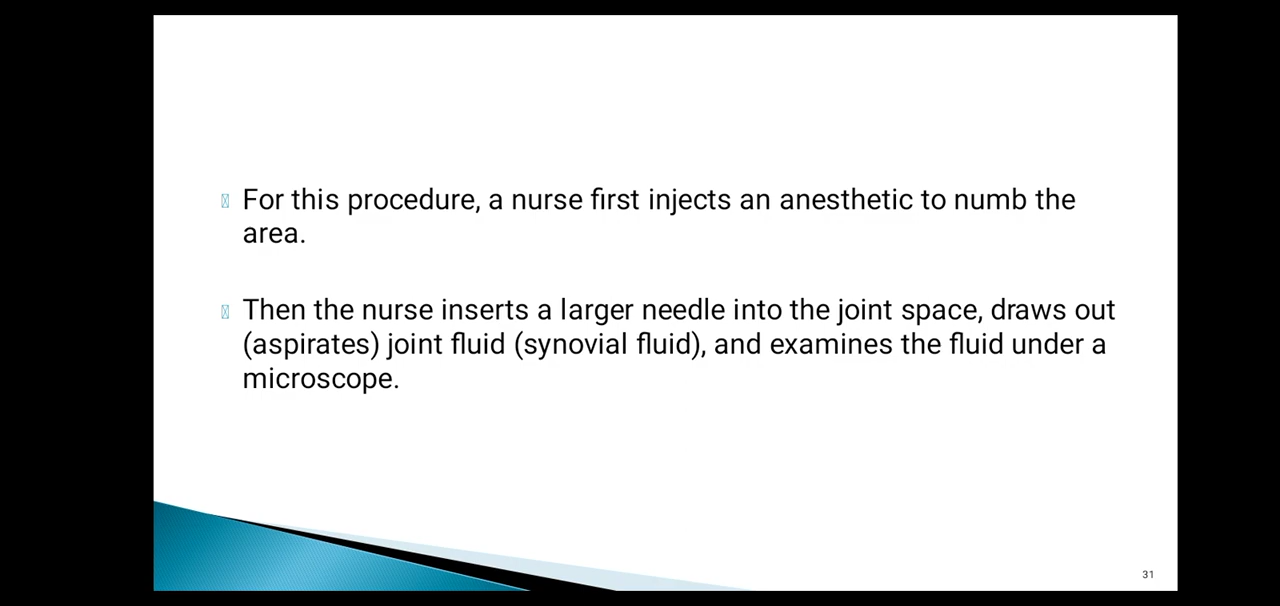 For this procedure, a nurse first injects an anesthetic to numb the
area.
Then the nurse inserts a larger needle into the joint space, draws out
(aspirates) joint fluid (synovial fluid), and examines the fluid under a
microscope.
31